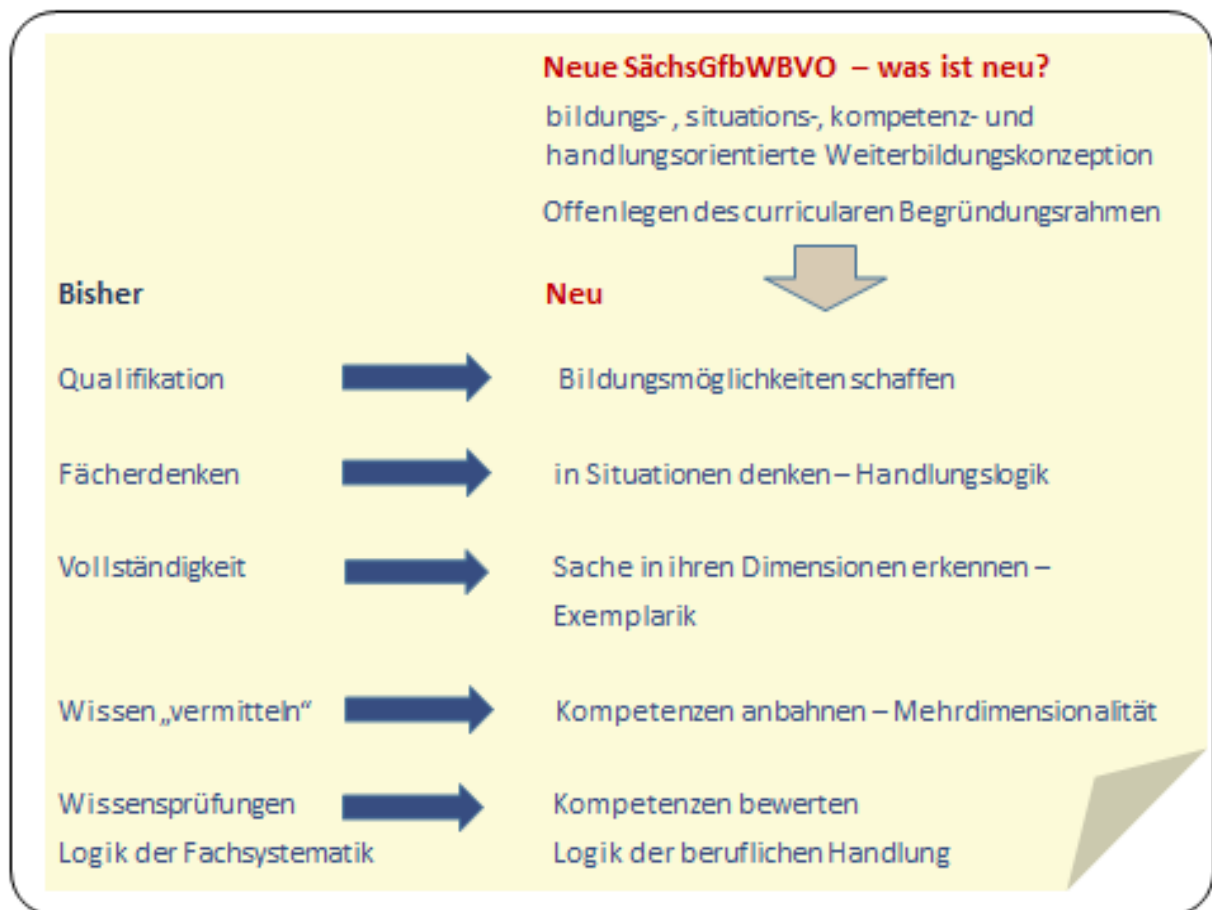 Neue SächsGfbWBVO – was ist neu?
bildungs- , situations-, kompetenz- und
handlungsorientierte Weiterbildungskonzeption
Offenlegen des curricularen Begründungsrahmen
Bisher
Neu
Qualifikation
Bildungsmöglichkeiten schaffen
Fächerdenken
in Situationen denken – Handlungslogik
Vollständigkeit
Sache in ihren Dimensionen erkennen –
Exemplarik
Wissen „vermitteln“
Kompetenzen anbahnen – Mehrdimensionalität
Wissensprüfungen
Kompetenzen bewerten
Logik der Fachsystematik
Logik der beruflichen Handlung